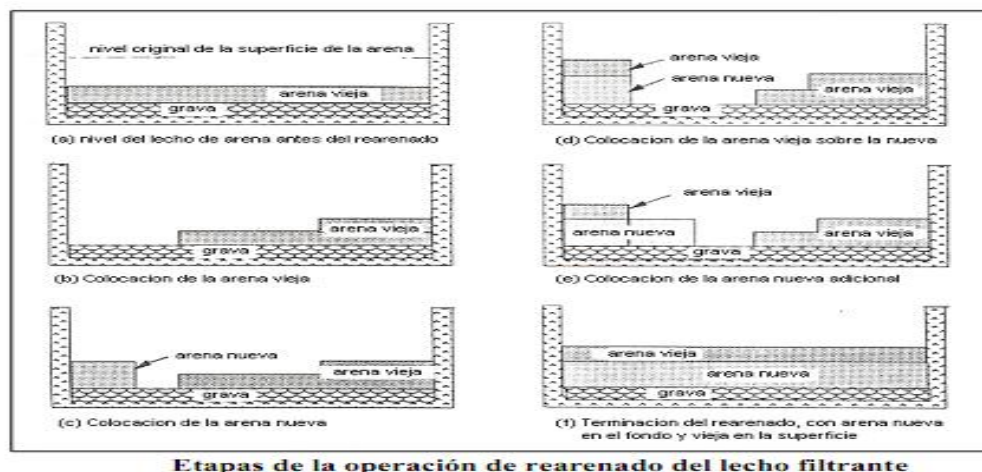 nivel original de la superficie de la arena
arena vieja
grava
(a) Nivel del lecho de arena antes del rearenado
arena vieja
grava
(b) Colocacion de la arena vieja
arena nueva
arena vieja
grava
(c) Colocacion de la arena nueva
arena vieja
arena nueva
arena vieja
grava
(d) Colocacion de la arena vieja sobre la nueva
arena vieja
arena nueva
arena vieja
grava
(e) Colocacion de la arena nueva adicional
arena vieja
arena nueva
grava
(f) Terminacion del rearenado, con arena nueva
en el fondo y vieja en la superficie
Etapas de la operación de rearenado del lecho filtrante